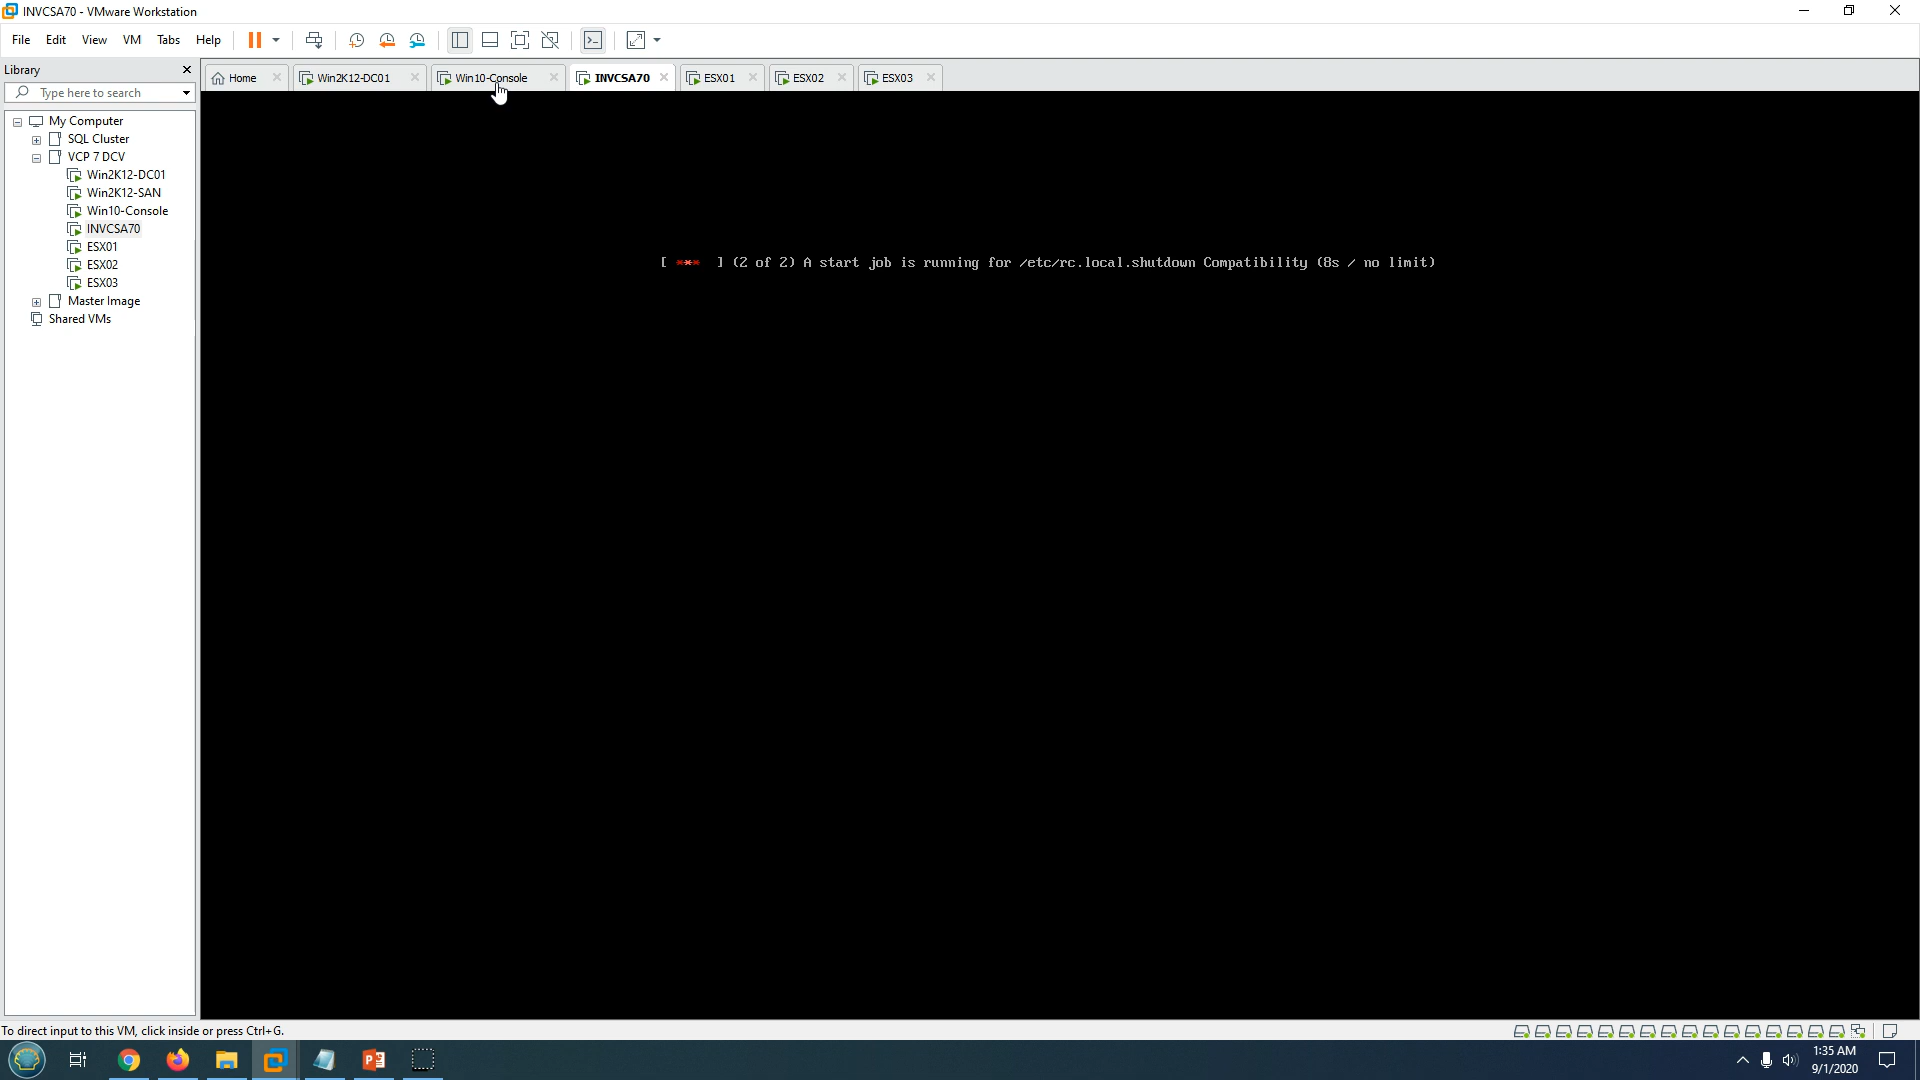 INVCSA70 - VMware Workstation
File Edit View VM Tabs Help
Library
Type here to search
Home Win2K12-DC01 Win10-Console INVCSA70 ESX01 ESX02 ESX03
My Computer
SQL Cluster
VCP 7 DCV
Win2K12-DC01
Win2K12-SAN
Win10-Console
INVCSA70
ESX01
ESX02
ESX03
Master Image
Shared VMs
[ *** ] (2 of 2) A start job is running for /etc/rc.local.shutdown Compatibility (8s / no limit)
To direct input to this VM, click inside or press Ctrl+G.
1:35 AM
9/1/2020